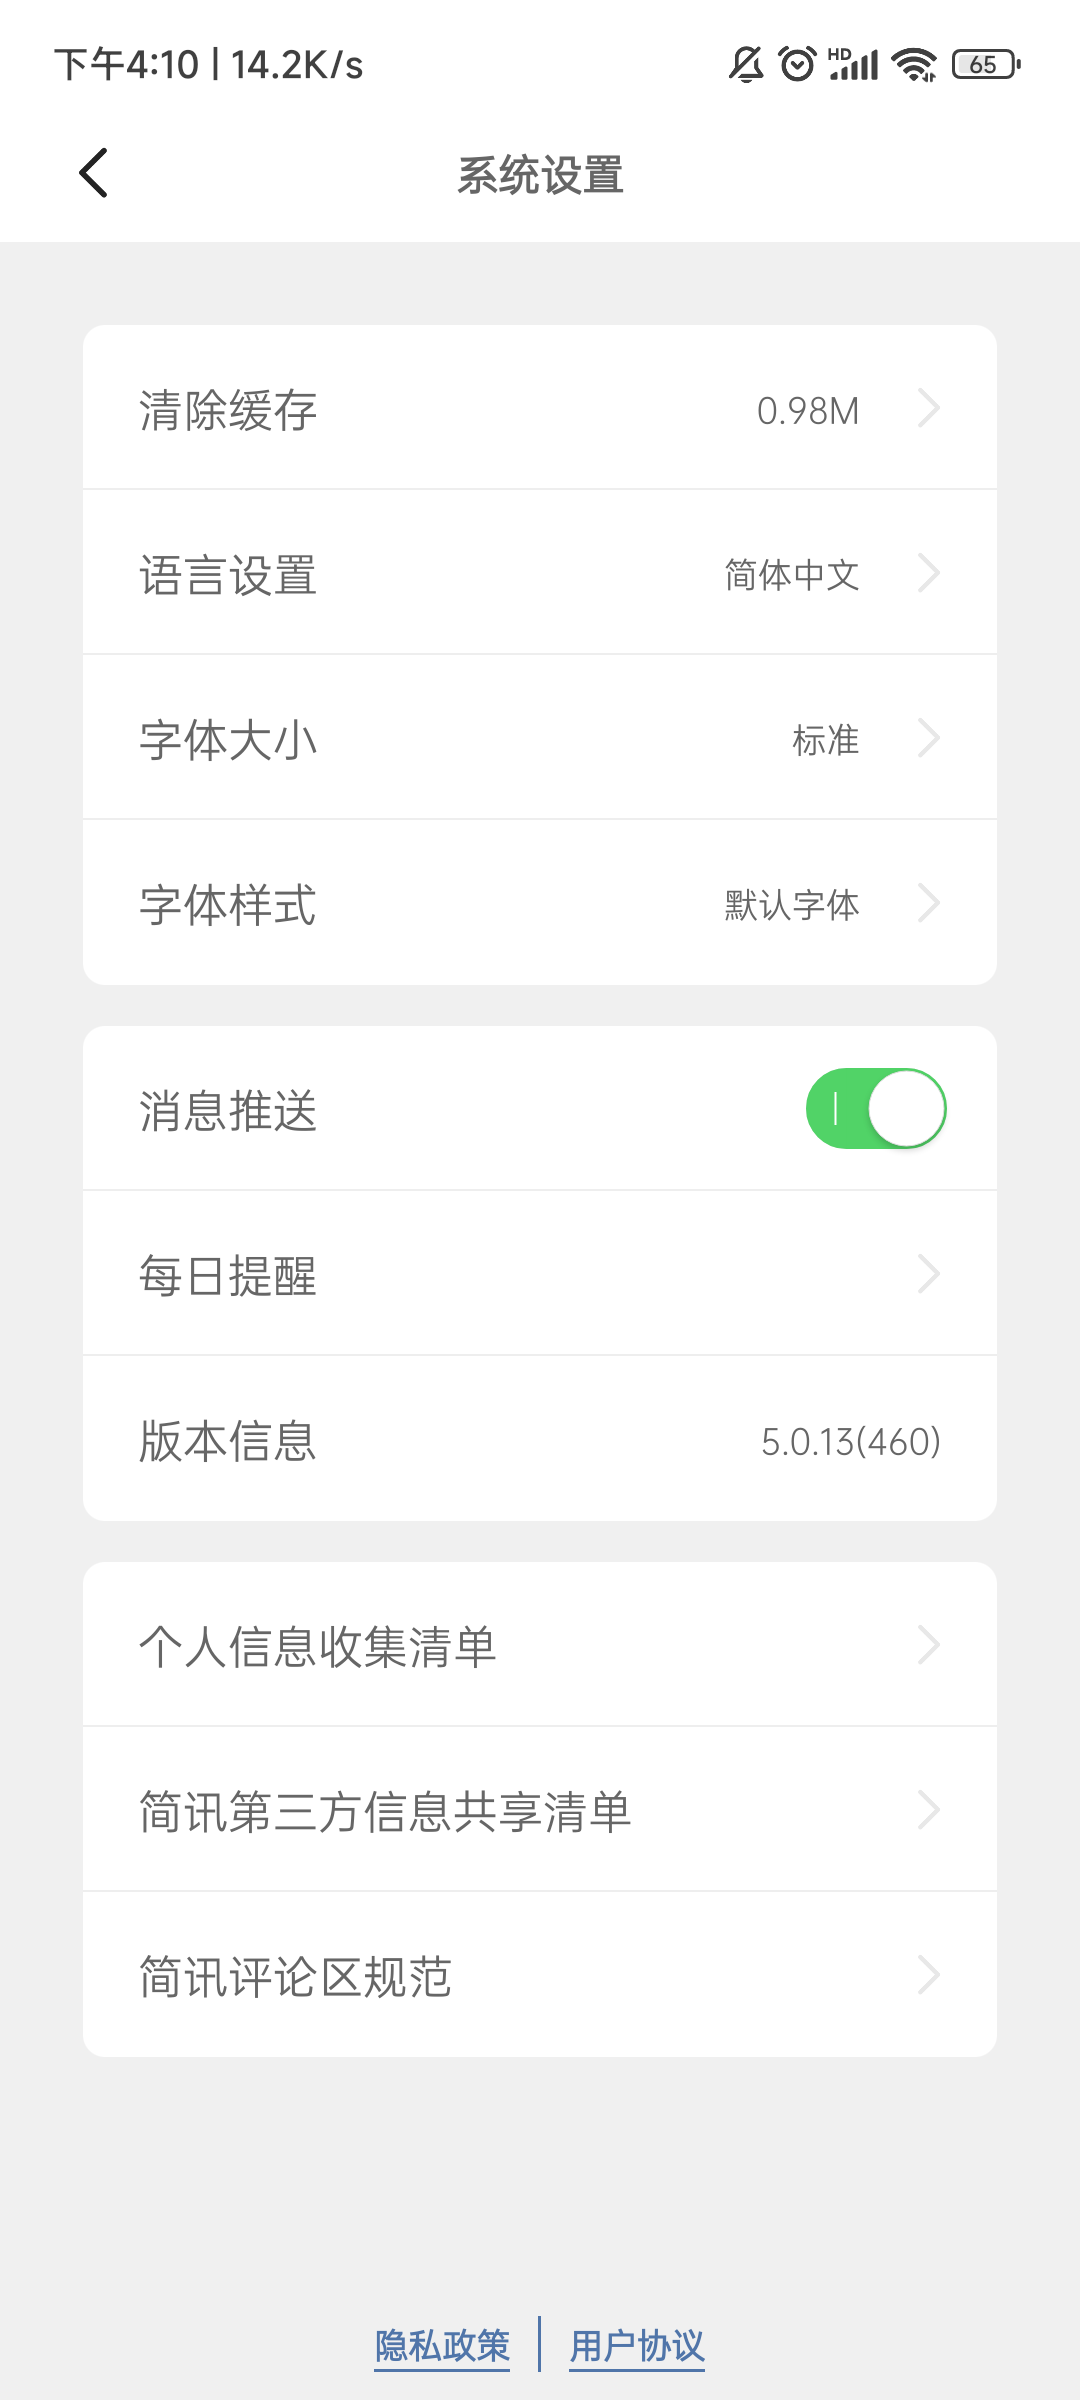 下午4:10 | 14.2K/s HD 65
系统设置
清除缓存 0.98M
语言设置 简体中文
字体大小 标准
字体样式 默认字体
消息推送
每日提醒
版本信息 5.0.13(460)
个人信息收集清单
简讯第三方信息共享清单
简讯评论区规范
隐私政策 | 用户协议